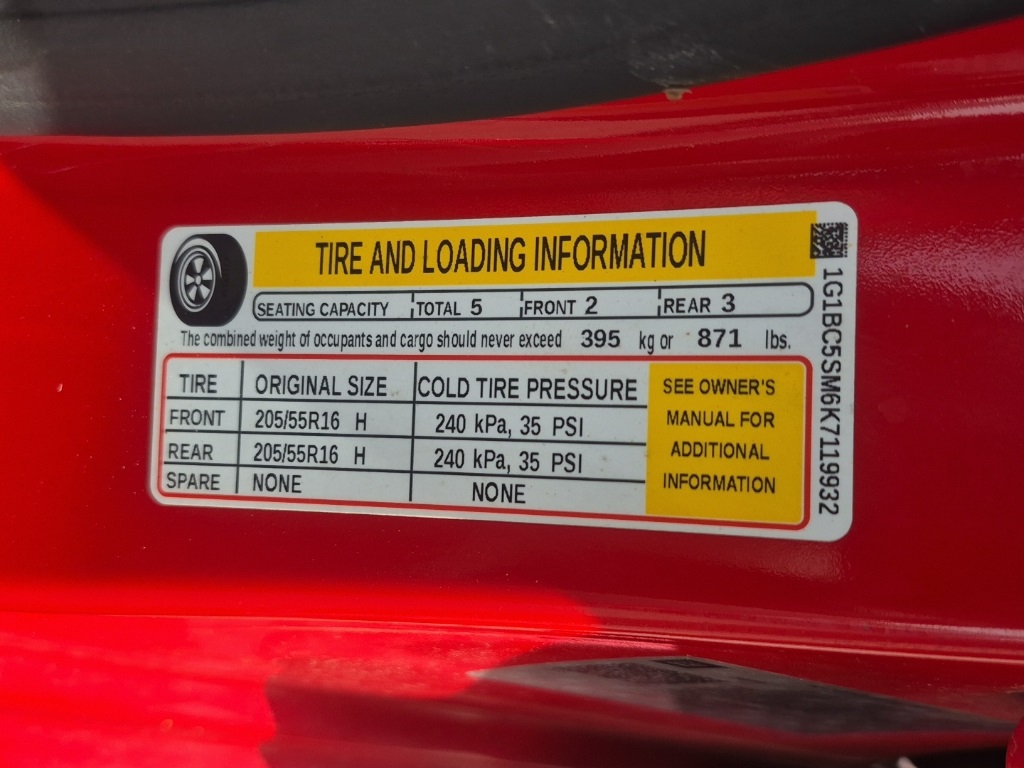 TIRE AND LOADING INFORMATION
SEATING CAPACITY TOTAL 5 FRONT 2 REAR 3
The combined weight of occupants and cargo should never exceed 395 kg or 871 lbs.
TIRE ORIGINAL SIZE COLD TIRE PRESSURE
FRONT 205/55R16 H 240 kPa, 35 PSI
REAR 205/55R16 H 240 kPa, 35 PSI
SPARE NONE NONE
SEE OWNER'S
MANUAL FOR
ADDITIONAL
INFORMATION
1G1BC5SM6K7119932